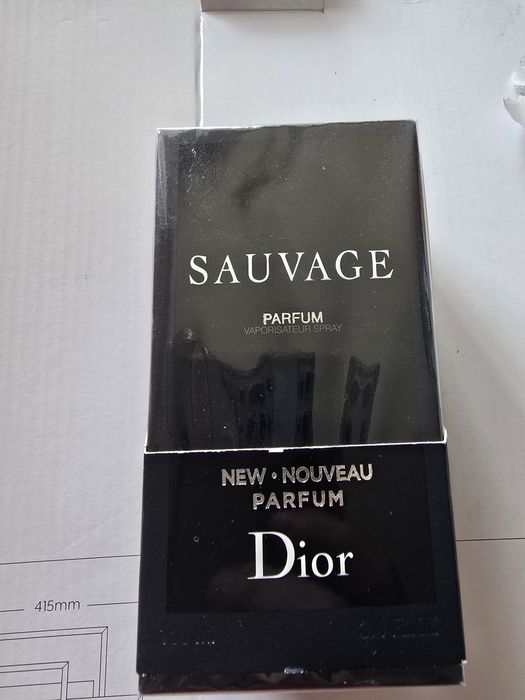 SAUVAGE
PARFUM
VAPORISATEUR SPRAY
NEW • NOUVEAU
PARFUM
Dior
415mm